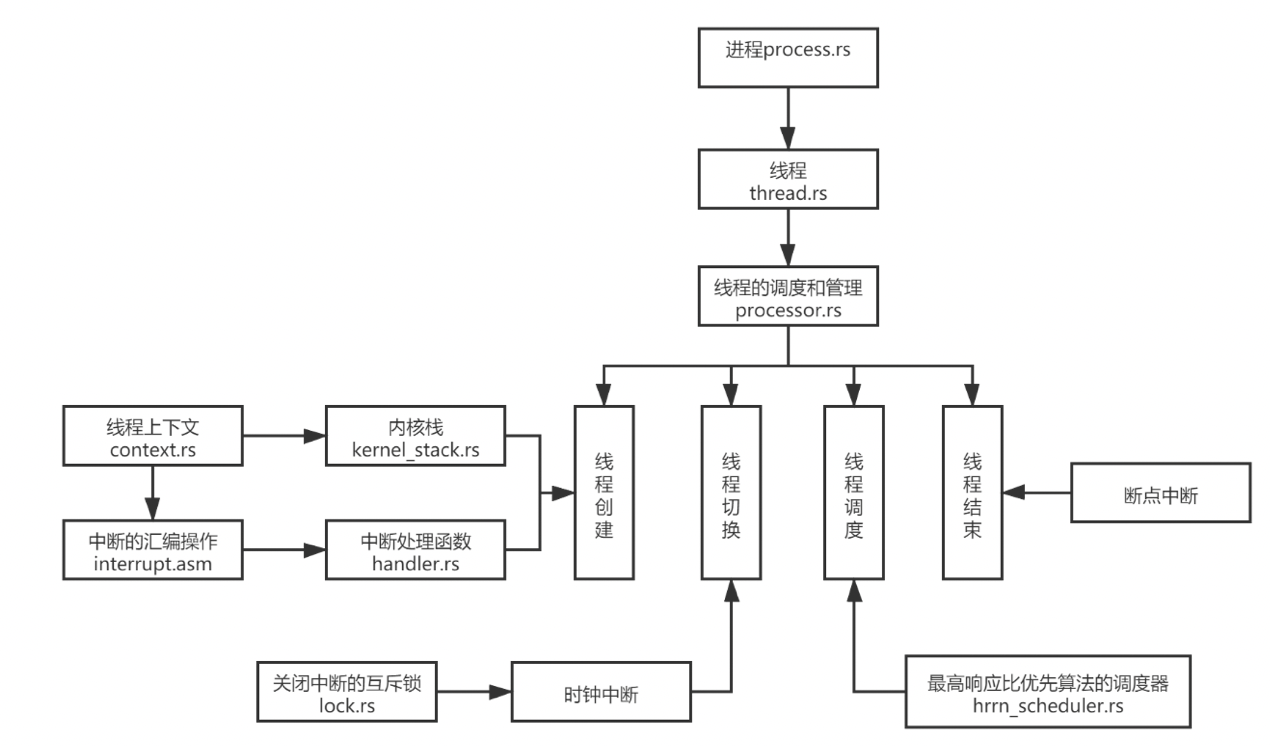 进程process.rs
线程
thread.rs
线程的调度和管理
processor.rs
线程上下文
context.rs
内核栈
kernel_stack.rs
中断的汇编操作
interrupt.asm
中断处理函数
handler.rs
线程创建
线程切换
线程调度
线程结束
断点中断
关闭中断的互斥锁
lock.rs
时钟中断
最高响应比优先算法的调度器
hrrn_scheduler.rs